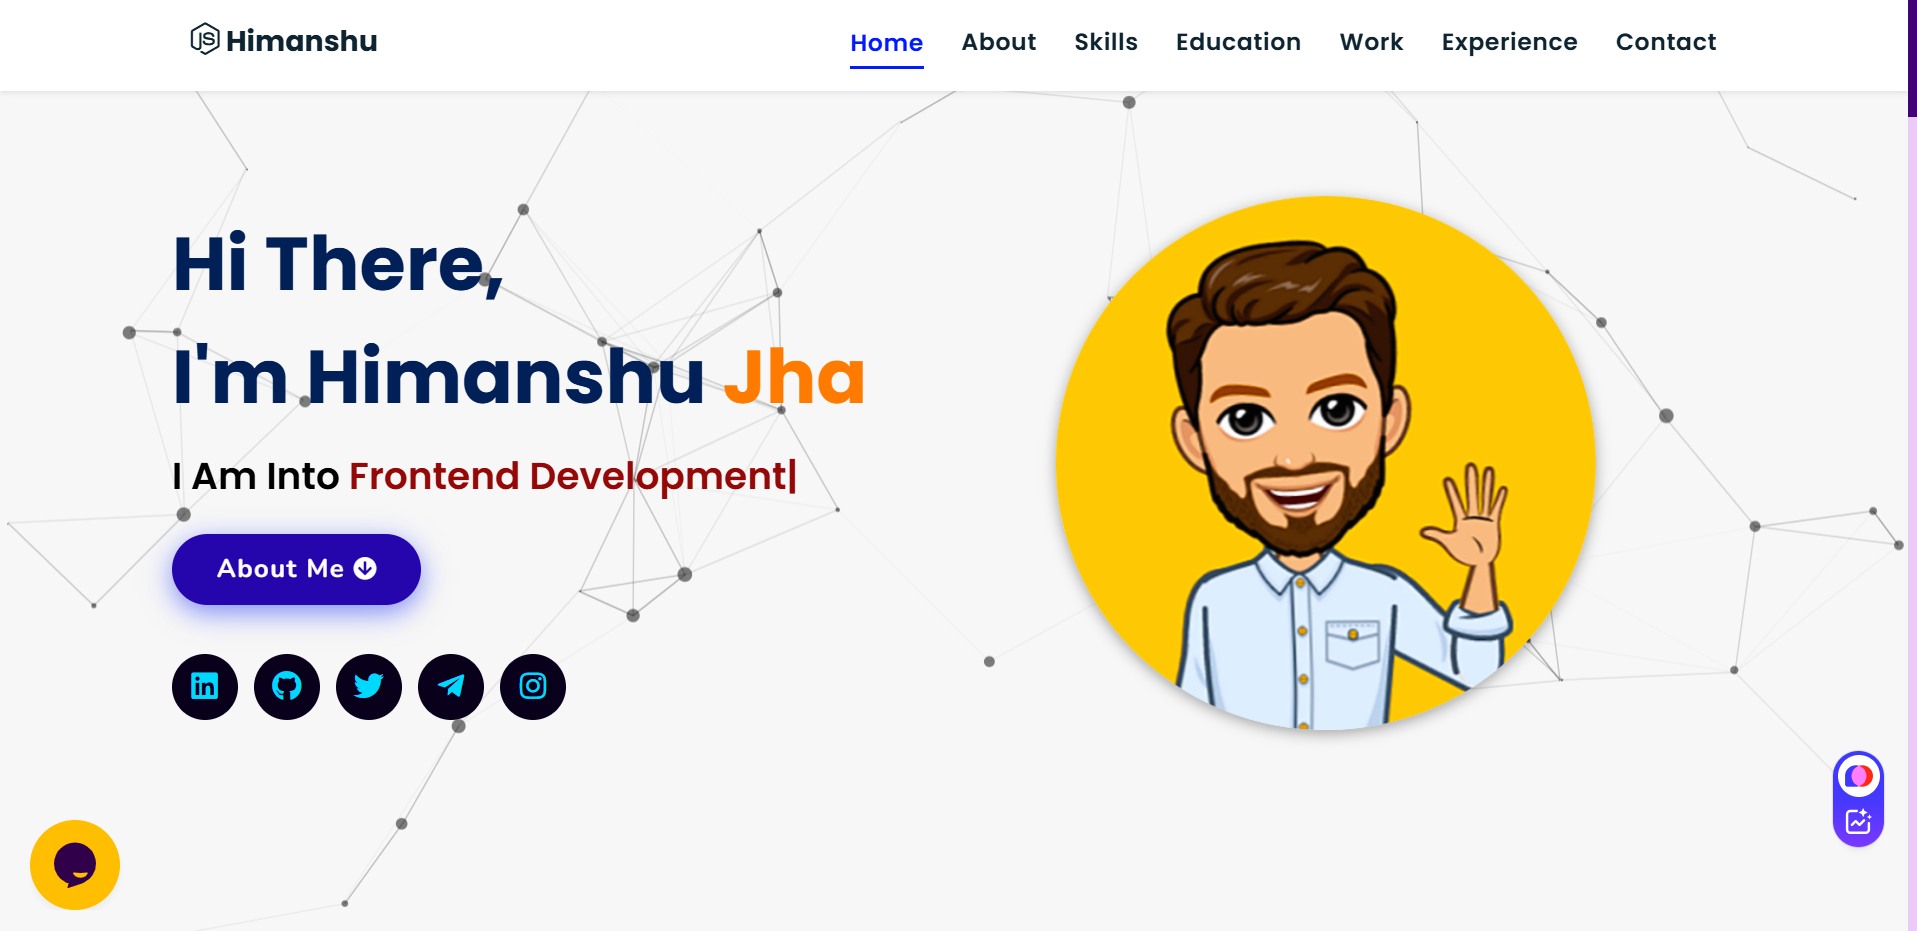 Himanshu
Home About Skills Education Work Experience Contact
Hi There,
I'm Himanshu Jha
I Am Into Frontend Development|
About Me